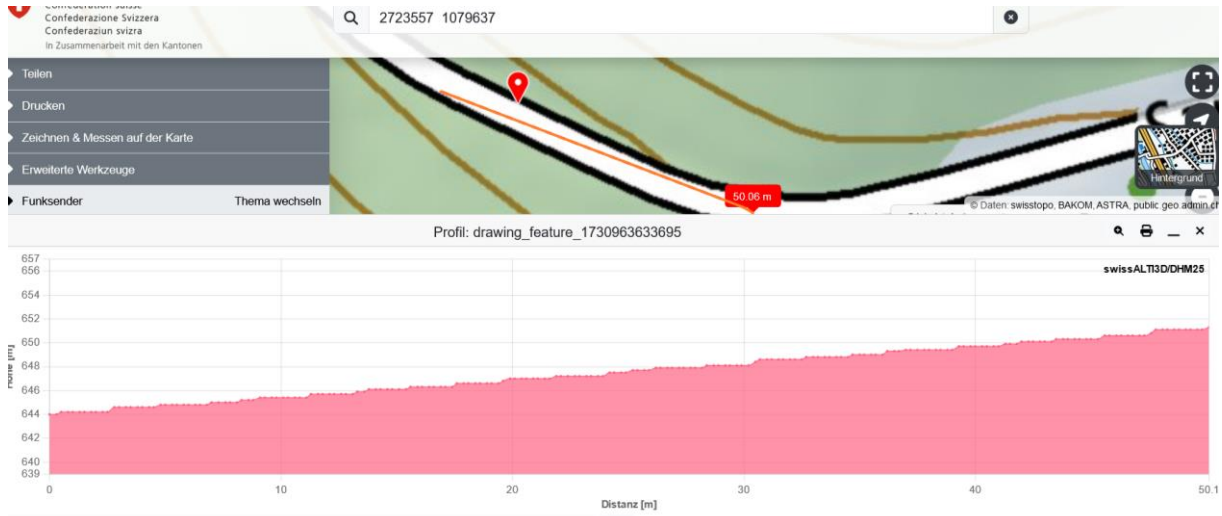 Confederaziun svizra
Confederazione Svizzera
In Zusammenarbeit mit den Kantonen
2723557 1079637
Teilen
Drucken
Zeichnen & Messen auf der Karte
Erweiterte Werkzeuge
Funksender
Thema wechseln
50.06 m
Hintergrund
© Daten: swisstopo, BAKOM, ASTRA, public.geo.admin.ch
Profil: drawing_feature_1730963633695
swissALTI3D/DHM25
657
656
654
652
650
648
646
644
642
640
639
Höhe [m]
0
10
20
30
40
50.1
Distanz [m]